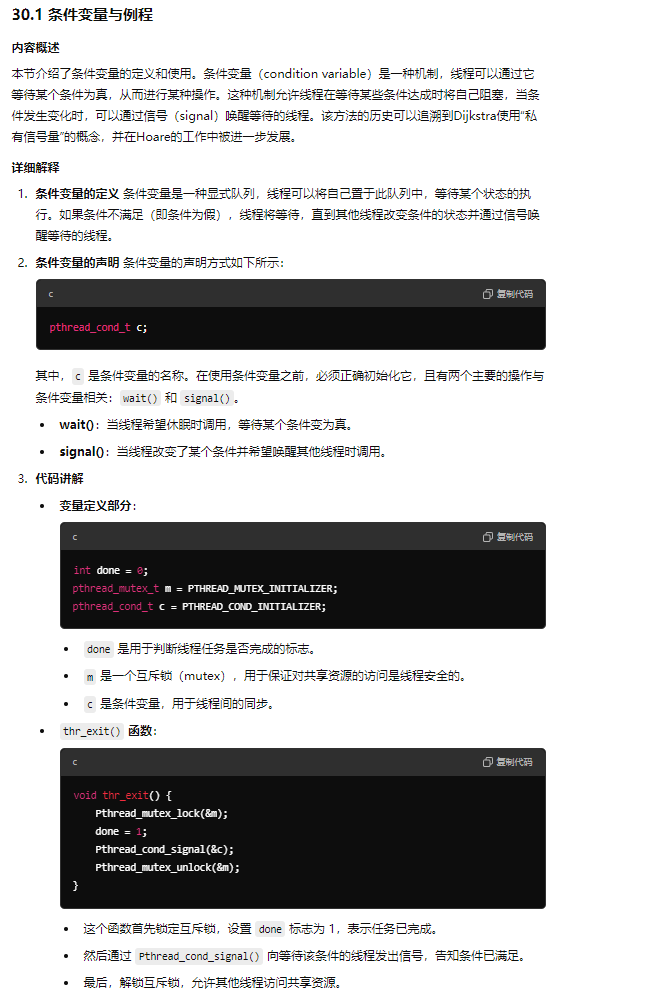 30.1 条件变量与例程
内容概述
本节介绍了条件变量的定义和使用。条件变量（condition variable）是一种机制，线程可以通过它
等待某个条件为真，从而进行某种操作。这种机制允许线程在等待某些条件达成时将自己阻塞，当条
件发生变化时，可以通过信号（signal）唤醒等待的线程。该方法的历史可以追溯到Dijkstra使用“私
有信号量”的概念，并在Hoare的工作中被进一步发展。
详细解释
1. 条件变量的定义 条件变量是一种显式队列，线程可以将自己置于此队列中，等待某个状态的执
行。如果条件不满足（即条件为假），线程将等待，直到其他线程改变条件的状态并通过信号唤
醒等待的线程。
2. 条件变量的声明 条件变量的声明方式如下所示：
c 复制代码
pthread_cond_t c;
其中，c 是条件变量的名称。在使用条件变量之前，必须正确初始化它，且有两个主要的操作与
条件变量相关：wait() 和 signal()。
• wait()：当线程希望休眠时调用，等待某个条件变为真。
• signal()：当线程改变了某个条件并希望唤醒其他线程时调用。
3. 代码讲解
• 变量定义部分：
c 复制代码
int done = 0;
pthread_mutex_t m = PTHREAD_MUTEX_INITIALIZER;
pthread_cond_t c = PTHREAD_COND_INITIALIZER;
• done 是用于判断线程任务是否完成的标志。
• m 是一个互斥锁（mutex），用于保证对共享资源的访问是线程安全的。
• c 是条件变量，用于线程间的同步。
• thr_exit() 函数：
c 复制代码
void thr_exit() {
Pthread_mutex_lock(&m);
done = 1;
Pthread_cond_signal(&c);
Pthread_mutex_unlock(&m);
}
• 这个函数首先锁定互斥锁，设置 done 标志为 1，表示任务已完成。
• 然后通过 Pthread_cond_signal() 向等待该条件的线程发出信号，告知条件已满足。
• 最后，解锁互斥锁，允许其他线程访问共享资源。